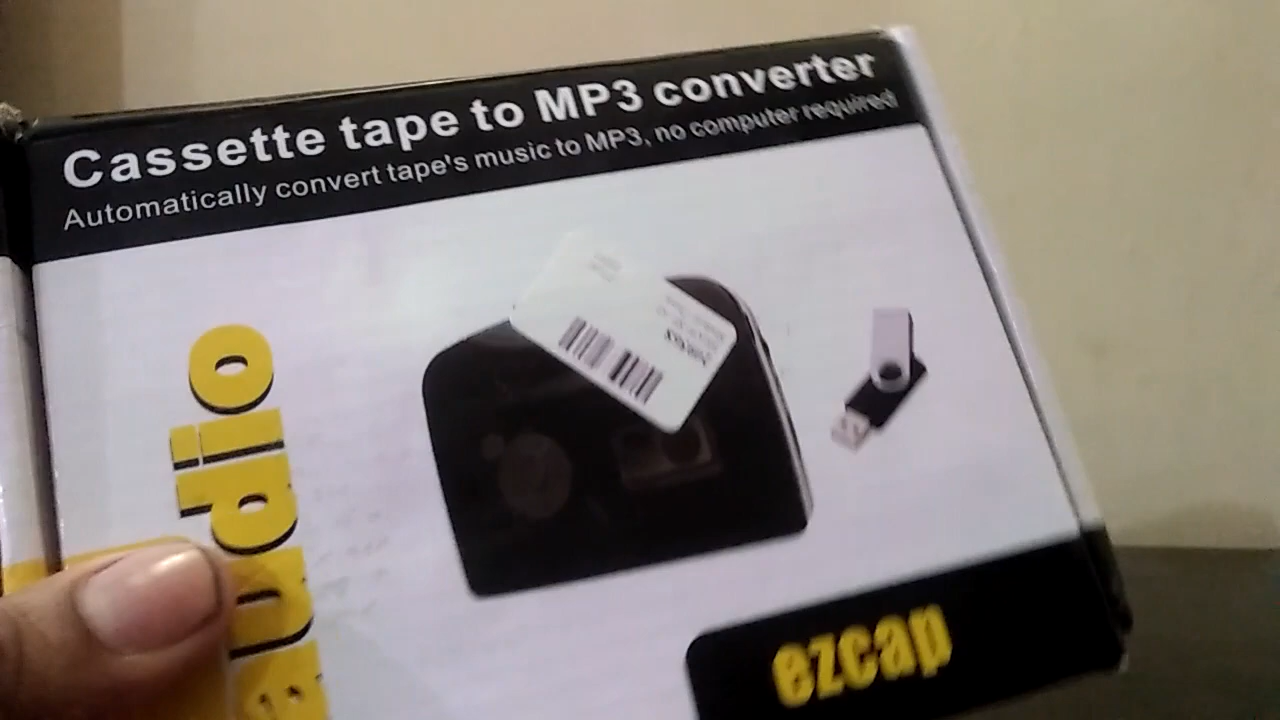 Cassette tape to MP3 converter
Automatically convert tape's music to MP3, no computer required
audio
ezcap